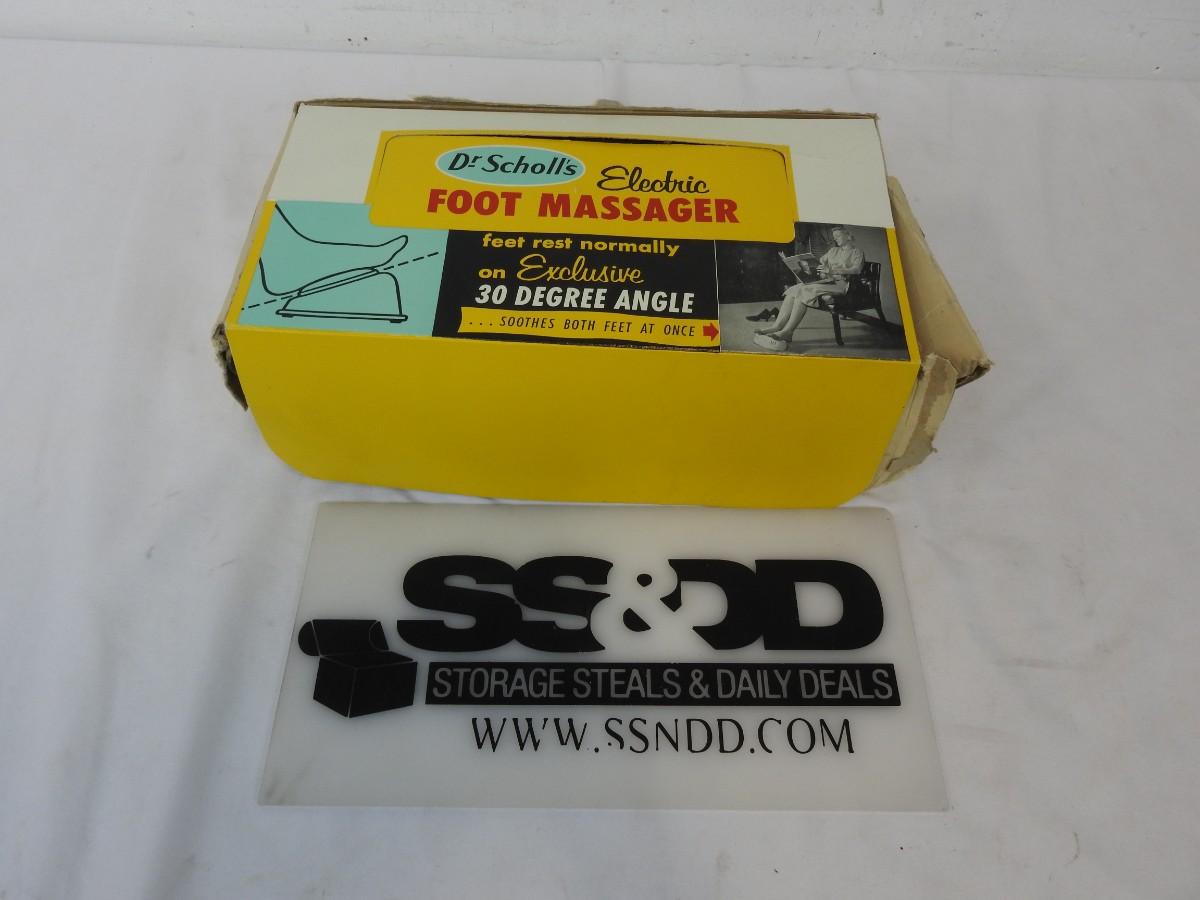 Dr Scholl's Electric
FOOT MASSAGER
feet rest normally
on Exclusive
30 DEGREE ANGLE
... SOOTHES BOTH FEET AT ONCE
SS&DD
STORAGE STEALS & DAILY DEALS
WWW.SSNDD.COM